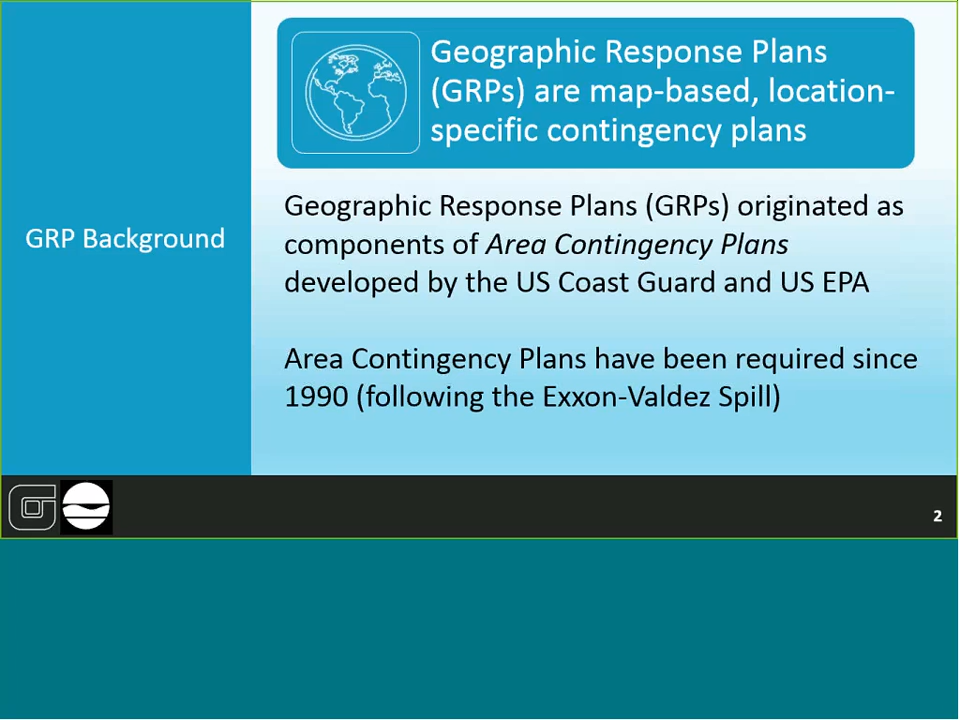 GRP Background
Geographic Response Plans
(GRPs) are map-based, location-
specific contingency plans
Geographic Response Plans (GRPs) originated as
components of Area Contingency Plans
developed by the US Coast Guard and US EPA
Area Contingency Plans have been required since
1990 (following the Exxon-Valdez Spill)
2